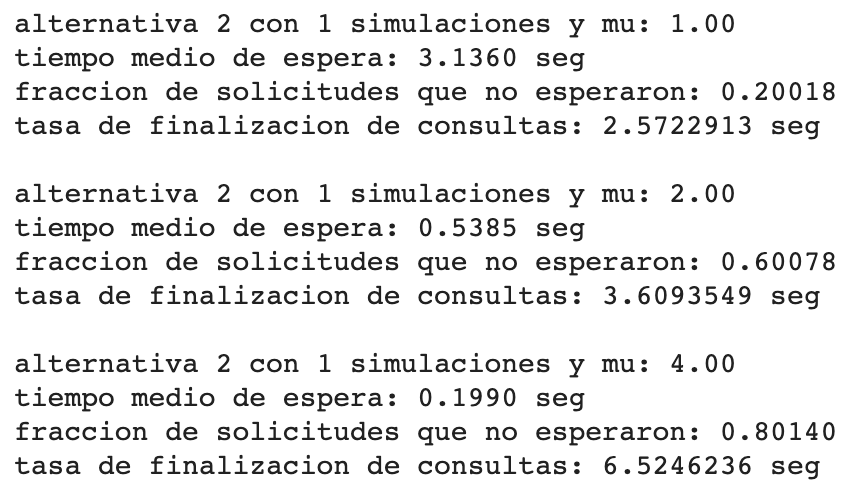 alternativa 2 con 1 simulaciones y mu: 1.00
tiempo medio de espera: 3.1360 seg
fraccion de solicitudes que no esperaron: 0.20018
tasa de finalizacion de consultas: 2.5722913 seg
alternativa 2 con 1 simulaciones y mu: 2.00
tiempo medio de espera: 0.5385 seg
fraccion de solicitudes que no esperaron: 0.60078
tasa de finalizacion de consultas: 3.6093549 seg
alternativa 2 con 1 simulaciones y mu: 4.00
tiempo medio de espera: 0.1990 seg
fraccion de solicitudes que no esperaron: 0.80140
tasa de finalizacion de consultas: 6.5246236 seg